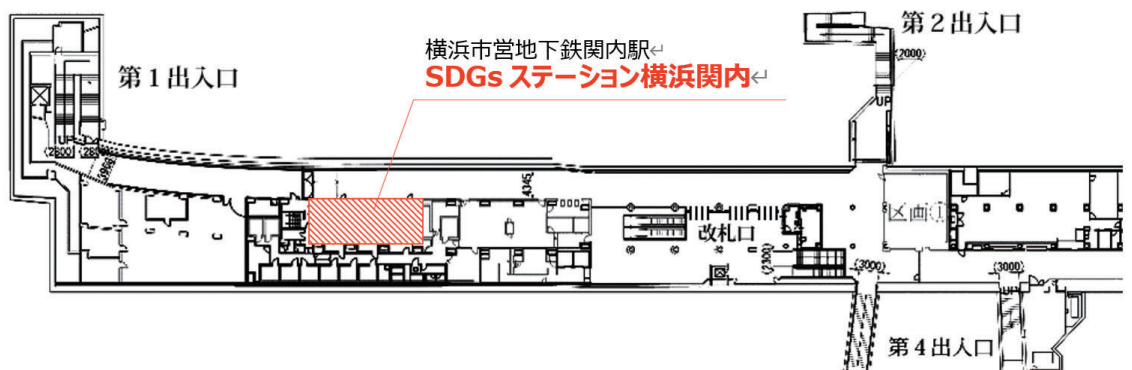 第2出入口
横浜市営地下鉄関内駅↵
SDGs ステーション横浜関内↵
第1出入口
(2000)
UP
UP
(2800)
(2800)
4345
区画①
改札口
(2300)
(3000)
(3000)
UP
第4出入口